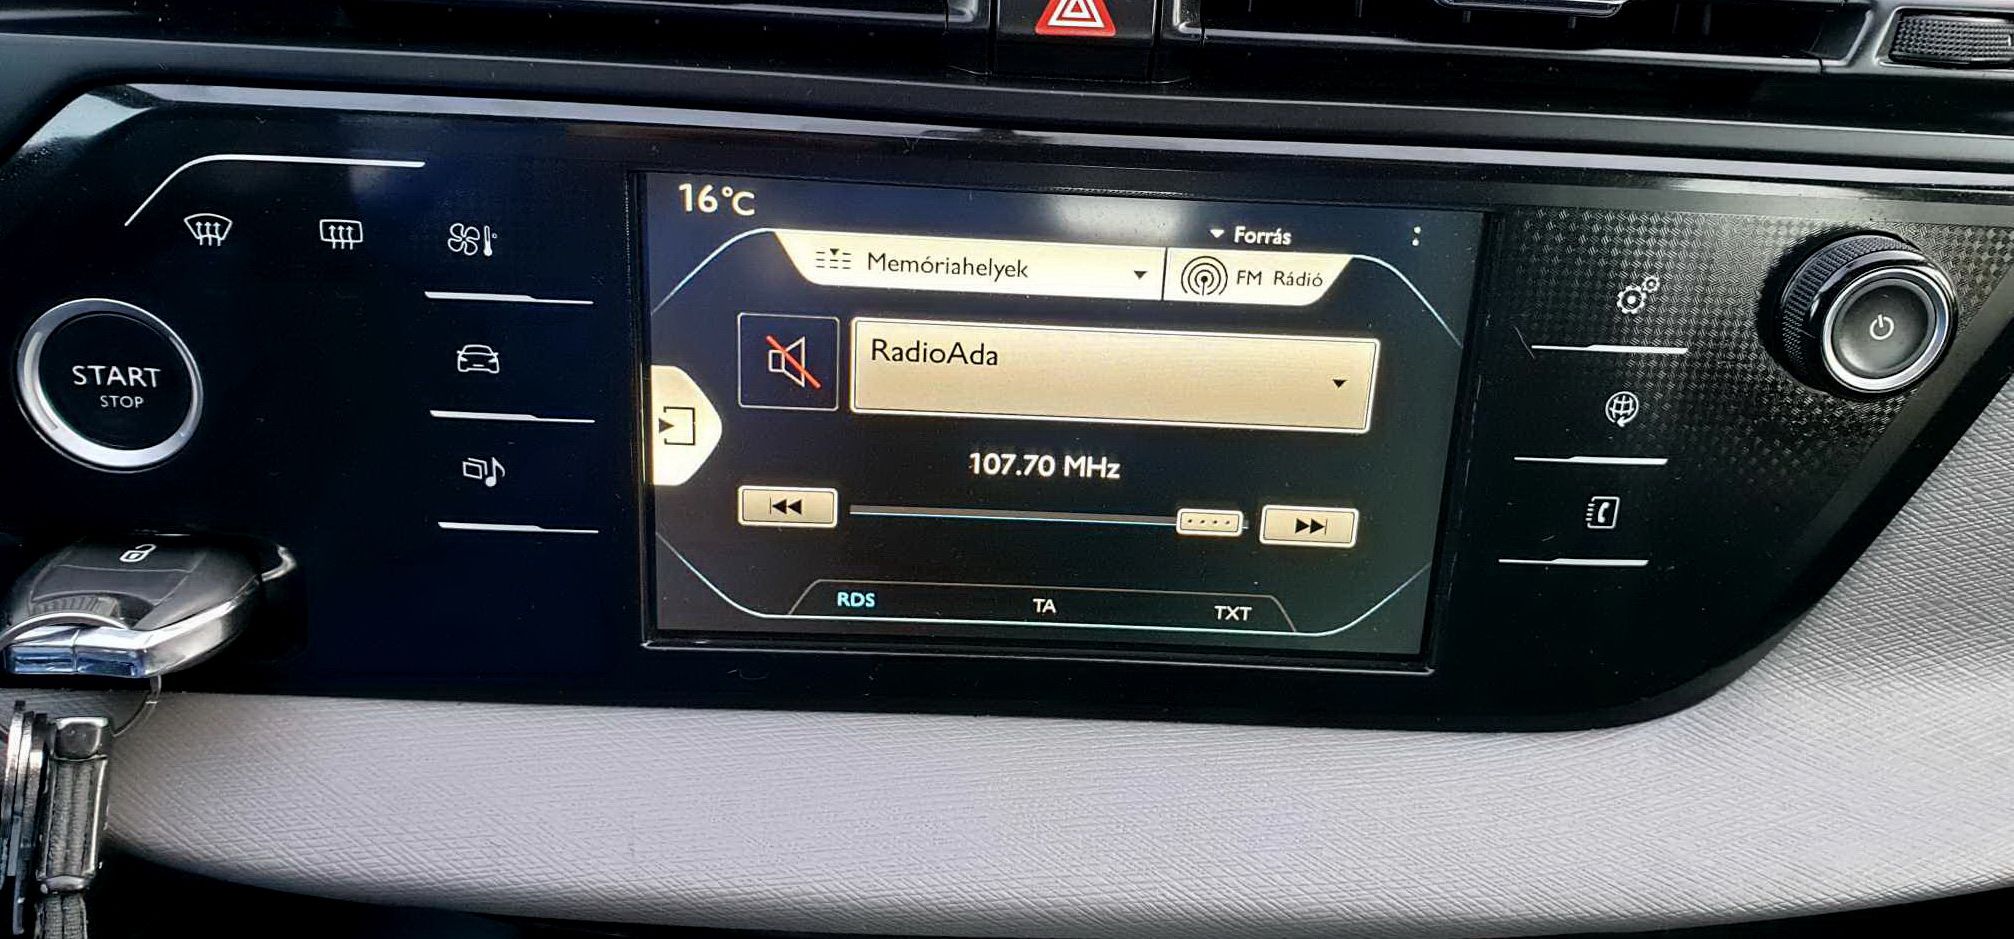 16°C
Forrás
Memóriahelyek
FM Rádió
START
STOP
RadioAda
107.70 MHz
RDS
TA
TXT